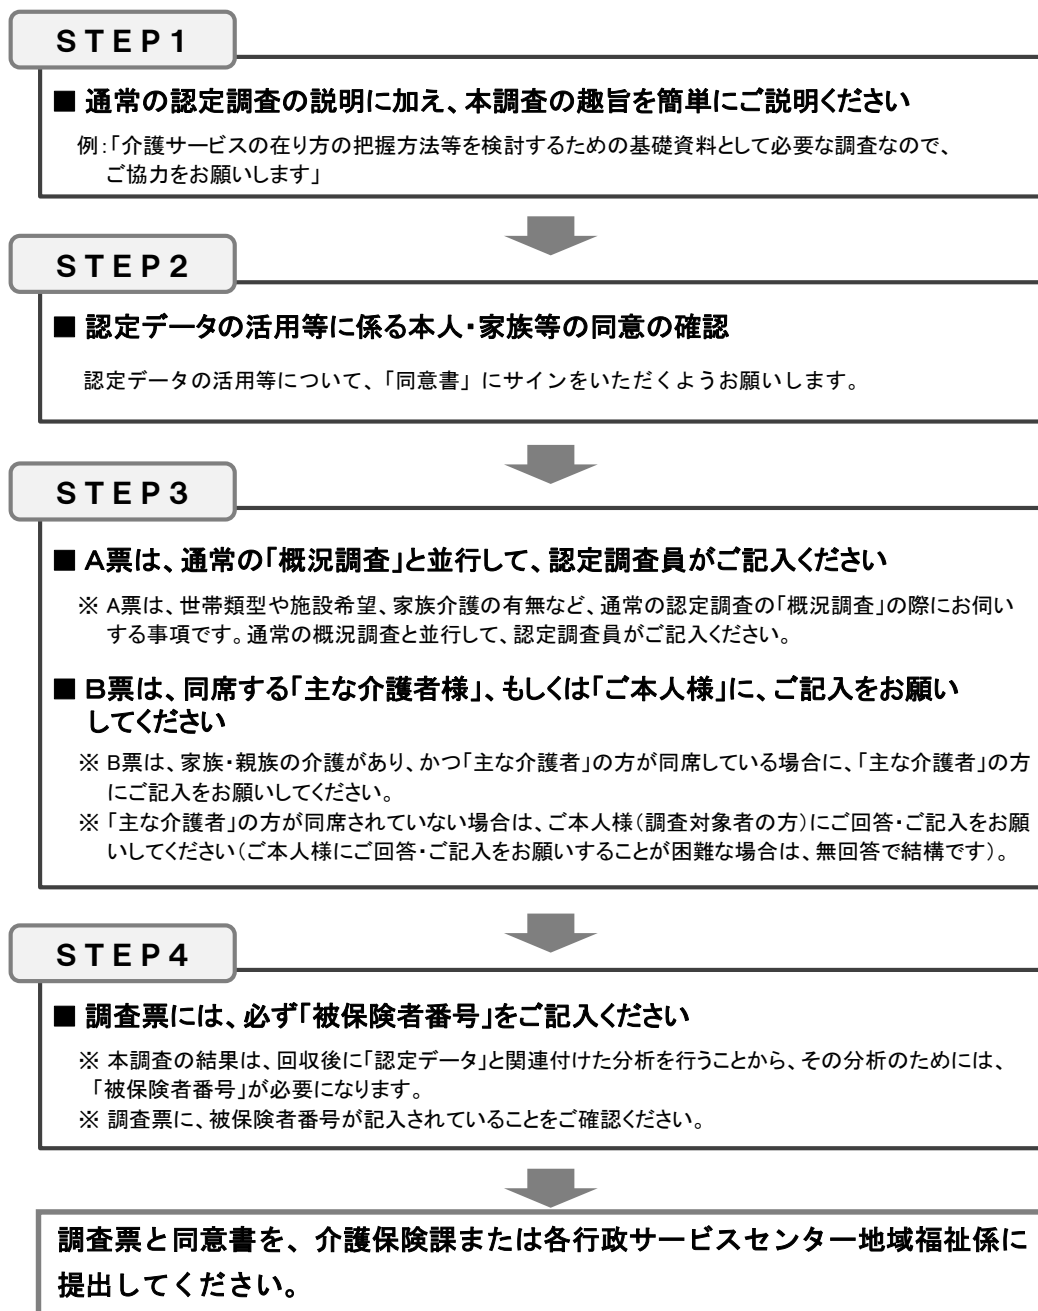 ＳＴＥＰ１
■ 通常の認定調査の説明に加え、本調査の趣旨を簡単にご説明ください
例：「介護サービスの在り方の把握方法等を検討するための基礎資料として必要な調査なので、
ご協力をお願いします」
ＳＴＥＰ２
■ 認定データの活用等に係る本人・家族等の同意の確認
認定データの活用等について、「同意書」にサインをいただくようお願いします。
ＳＴＥＰ３
■ Ａ票は、通常の「概況調査」と並行して、認定調査員がご記入ください
※ A票は、世帯類型や施設希望、家族介護の有無など、通常の認定調査の「概況調査」の際にお伺い
する事項です。通常の概況調査と並行して、認定調査員がご記入ください。
■ Ｂ票は、同席する「主な介護者様」、もしくは「ご本人様」に、ご記入をお願い
してください
※ B票は、家族・親族の介護があり、かつ「主な介護者」の方が同席している場合に、「主な介護者」の方
にご記入をお願いしてください。
※ 「主な介護者」の方が同席されていない場合は、ご本人様（調査対象者の方）にご回答・ご記入をお願
いしてください（ご本人様にご回答・ご記入をお願いすることが困難な場合は、無回答で結構です）。
ＳＴＥＰ４
■ 調査票には、必ず「被保険者番号」をご記入ください
※ 本調査の結果は、回収後に「認定データ」と関連付けた分析を行うことから、その分析のためには、
「被保険者番号」が必要になります。
※ 調査票に、被保険者番号が記入されていることをご確認ください。
調査票と同意書を、介護保険課または各行政サービスセンター地域福祉係に
提出してください。